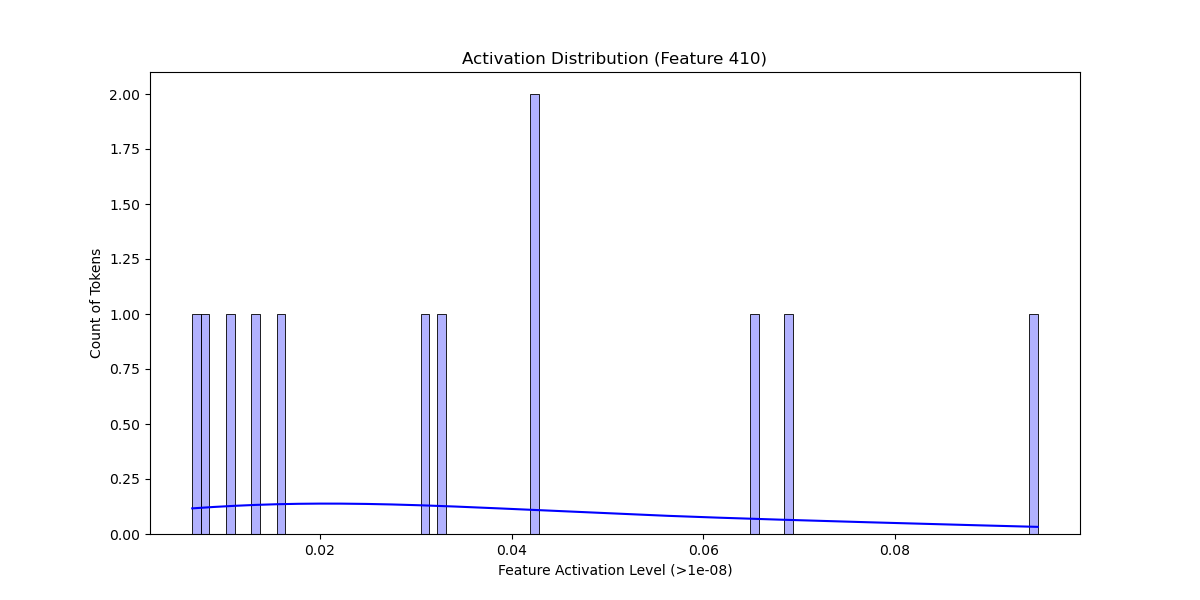 Activation Distribution (Feature 410)
2.00
1.75
1.50
1.25
1.00
0.75
0.50
0.25
0.00
Count of Tokens
0.02 0.04 0.06 0.08
Feature Activation Level (>1e-08)